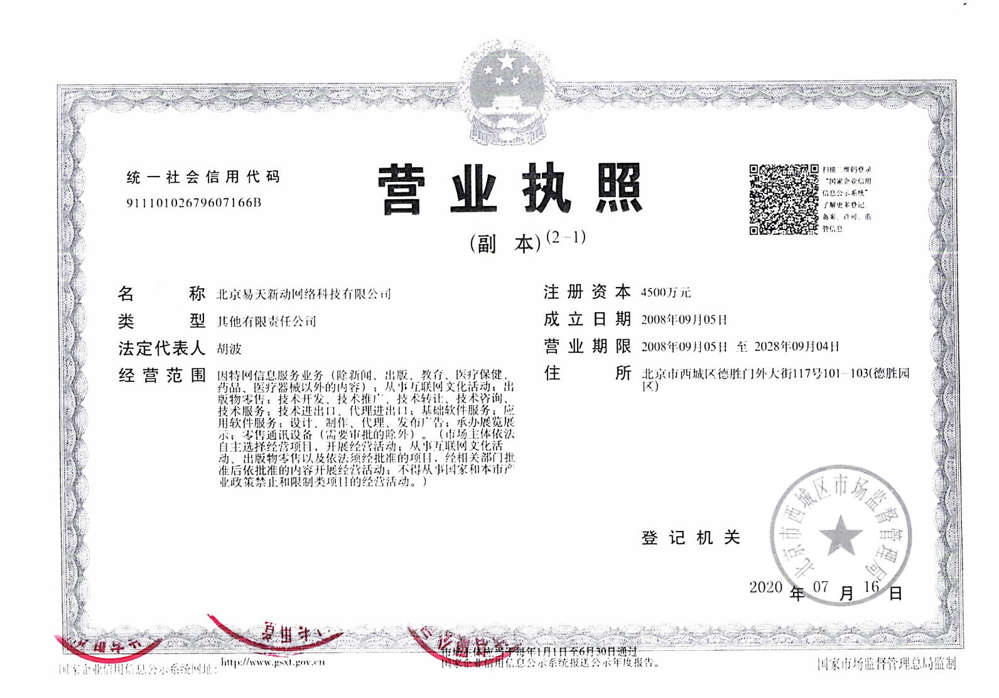 统一社会信用代码
91110102679607166B
营业执照
(副 本)(2-1)
扫描二维码登录
“国家企业信用
信息公示系统”
了解更多登记、
备案、许可、监
管信息
名 称 北京易天新动网络科技有限公司
类 型 其他有限责任公司
法定代表人 胡波
经营范围 因特网信息服务业务（除新闻、出版、教育、医疗保健、
药品、医疗器械以外的内容）；从事互联网文化活动；出
版物零售；技术开发、技术推广、技术转让、技术咨询、
技术服务；技术进出口、代理进出口；基础软件服务；应
用软件服务；设计、制作、代理、发布广告；承办展览展
示；零售通讯设备（需要审批的除外）。（市场主体依法
自主选择经营项目，开展经营活动；从事互联网文化活
动、出版物零售以及依法须经批准的项目，经相关部门批
准后依批准的内容开展经营活动；不得从事国家和本市产
业政策禁止和限制类项目的经营活动。）
注册资本 4500万元
成立日期 2008年09月05日
营业期限 2008年09月05日 至 2028年09月04日
住 所 北京市西城区德胜门外大街117号101-103(德胜园
区)
登记机关
北京市西城区市场监督管理局
2020 年 07 月 16 日
国家企业信用信息公示系统网址：
http://www.gsxt.gov.cn
市场主体应当于每年1月1日至6月30日通过
国家企业信用信息公示系统报送公示年度报告。
国家市场监督管理总局监制